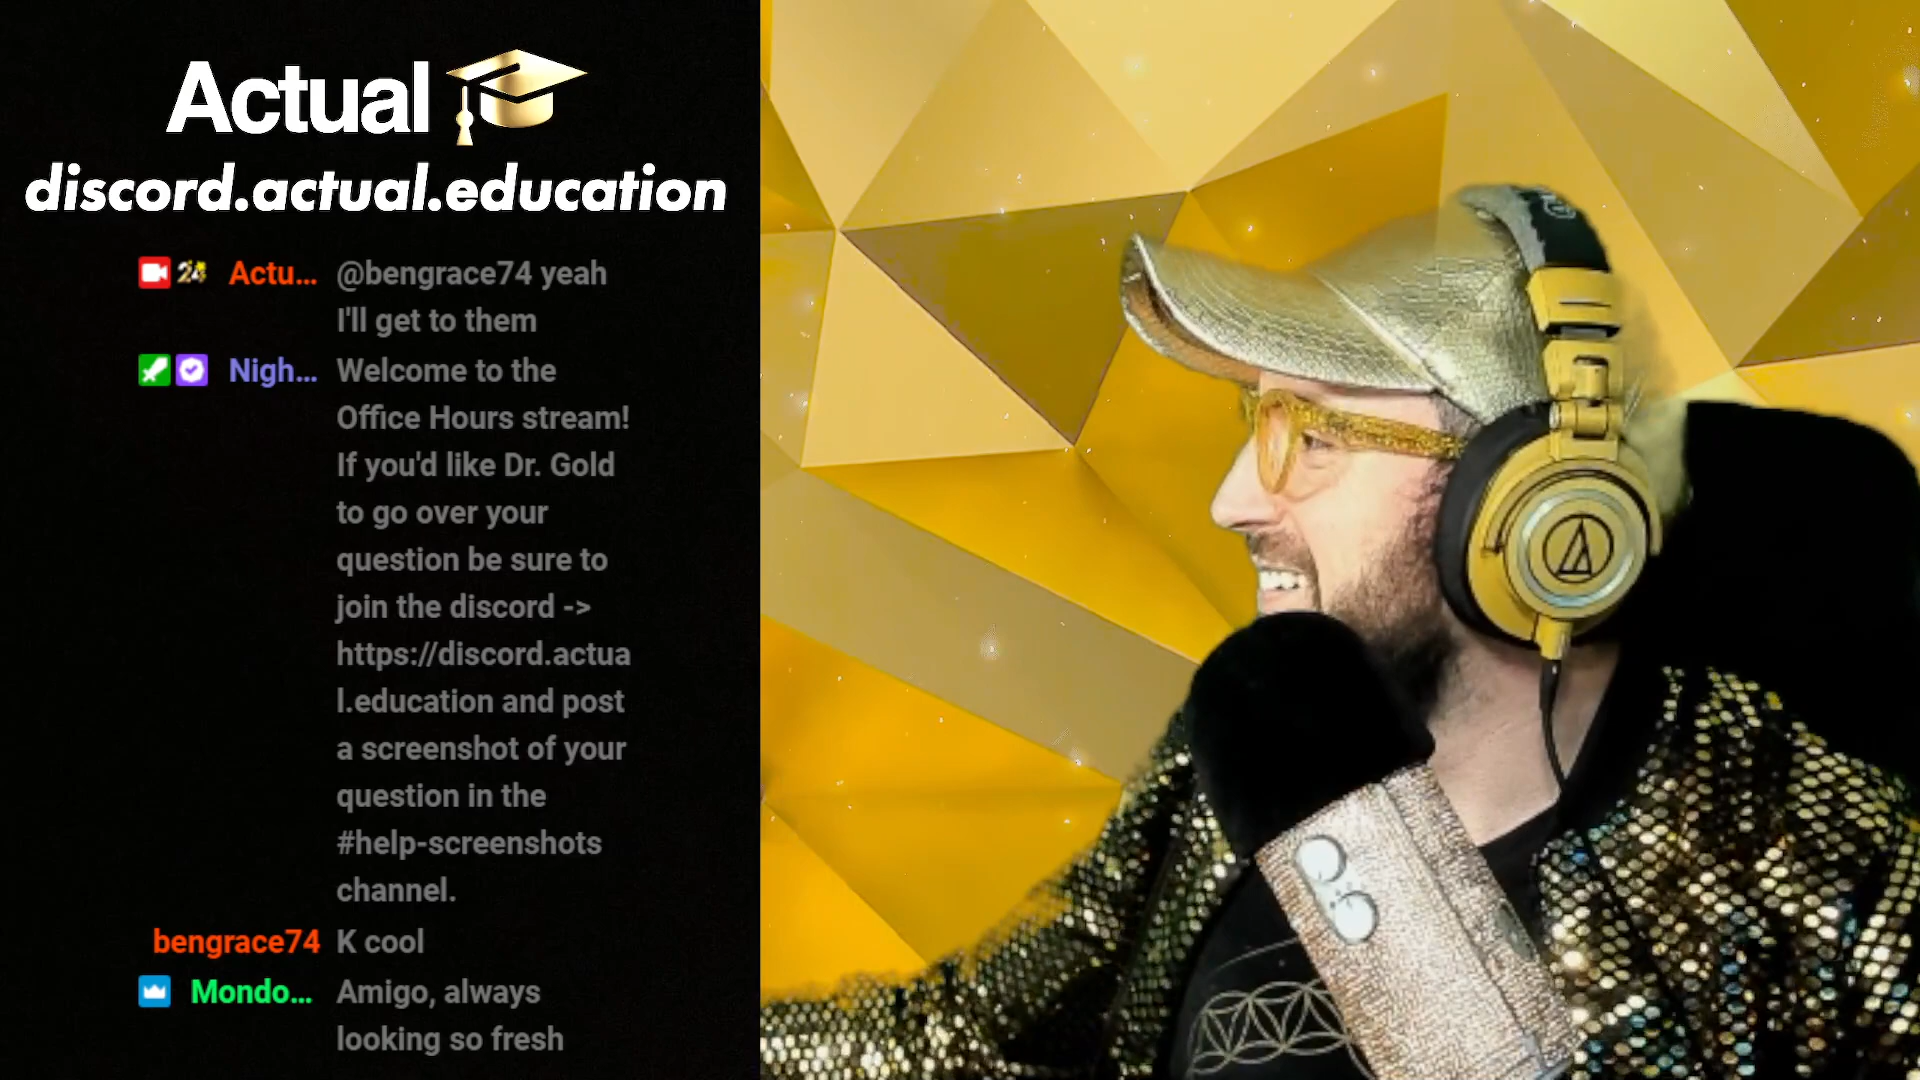 Actual
discord.actual.education
Actu... @bengrace74 yeah
I'll get to them
Nigh... Welcome to the
Office Hours stream!
If you'd like Dr. Gold
to go over your
question be sure to
join the discord ->
https://discord.actua
l.education and post
a screenshot of your
question in the
#help-screenshots
channel.
bengrace74 K cool
Mondo... Amigo, always
looking so fresh